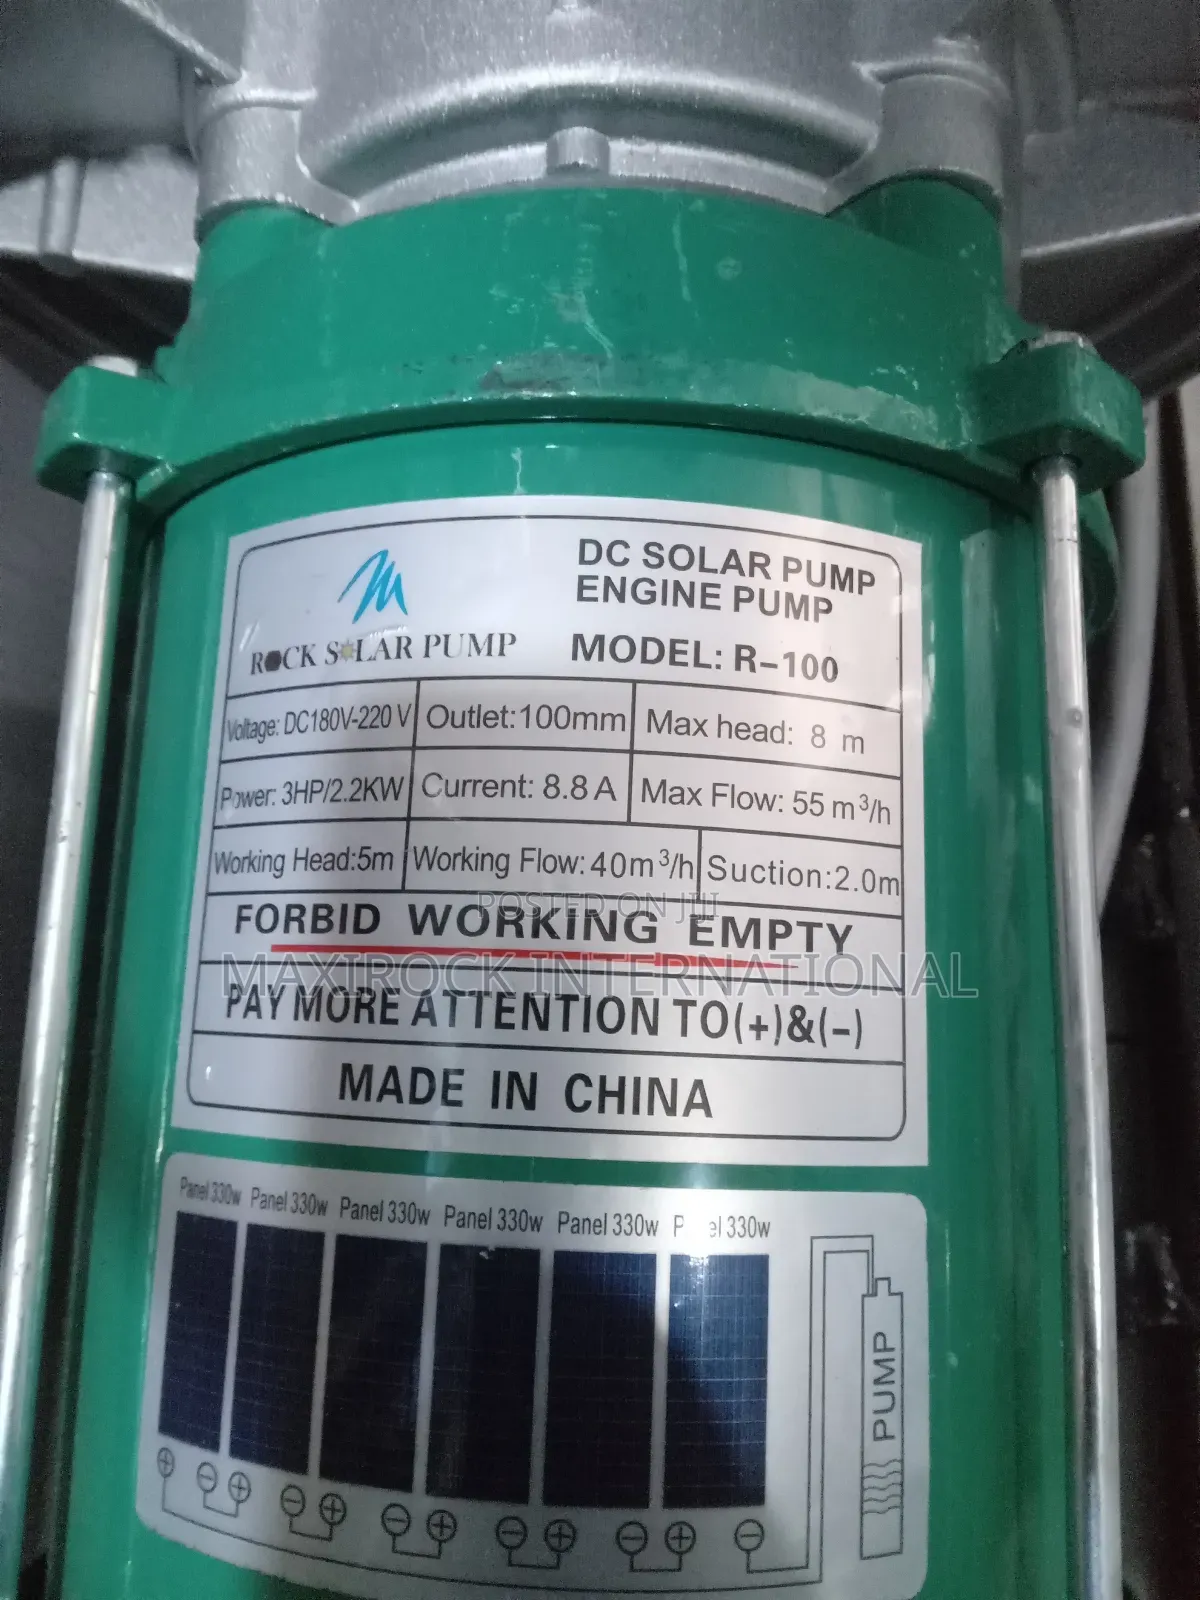 DC SOLAR PUMP
ENGINE PUMP
ROCK SOLAR PUMP
MODEL: R-100
Voltage: DC180V-220V Outlet:100mm Max head: 8 m
Power: 3HP/2.2KW Current: 8.8A Max Flow: 55 m³/h
Working Head:5m Working Flow:40m³/h Suction:2.0m
POSTED ON JIJI
FORBID WORKING EMPTY
MAXIROCK INTERNATIONAL
PAY MORE ATTENTION TO(+)&(-)
MADE IN CHINA
Panel 330w Panel 330w Panel 330w Panel 330w Panel 330w Panel 330w
PUMP
+ - + - + - + - + - + -